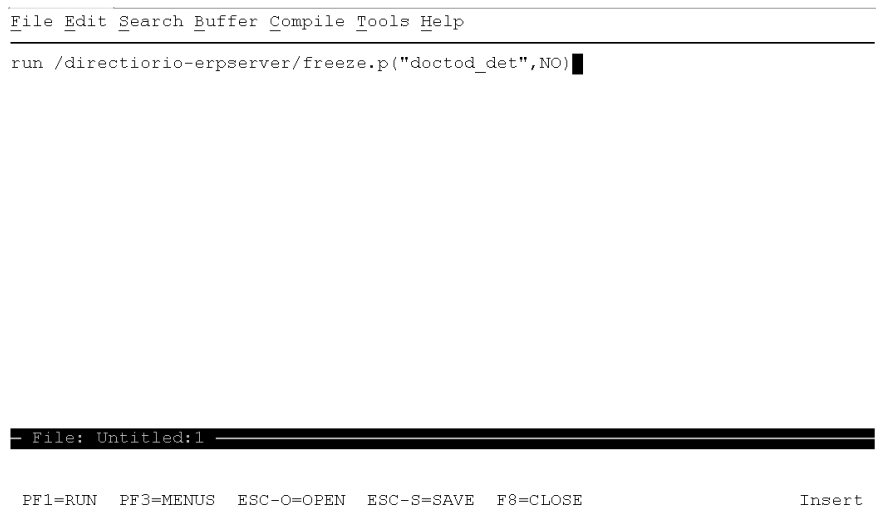 File Edit Search Buffer Compile Tools Help
run /directiorio-erpserver/freeze.p("doctod_det",NO)
File: Untitled:1
PF1=RUN PF3=MENUS ESC-O=OPEN ESC-S=SAVE F8=CLOSE Insert